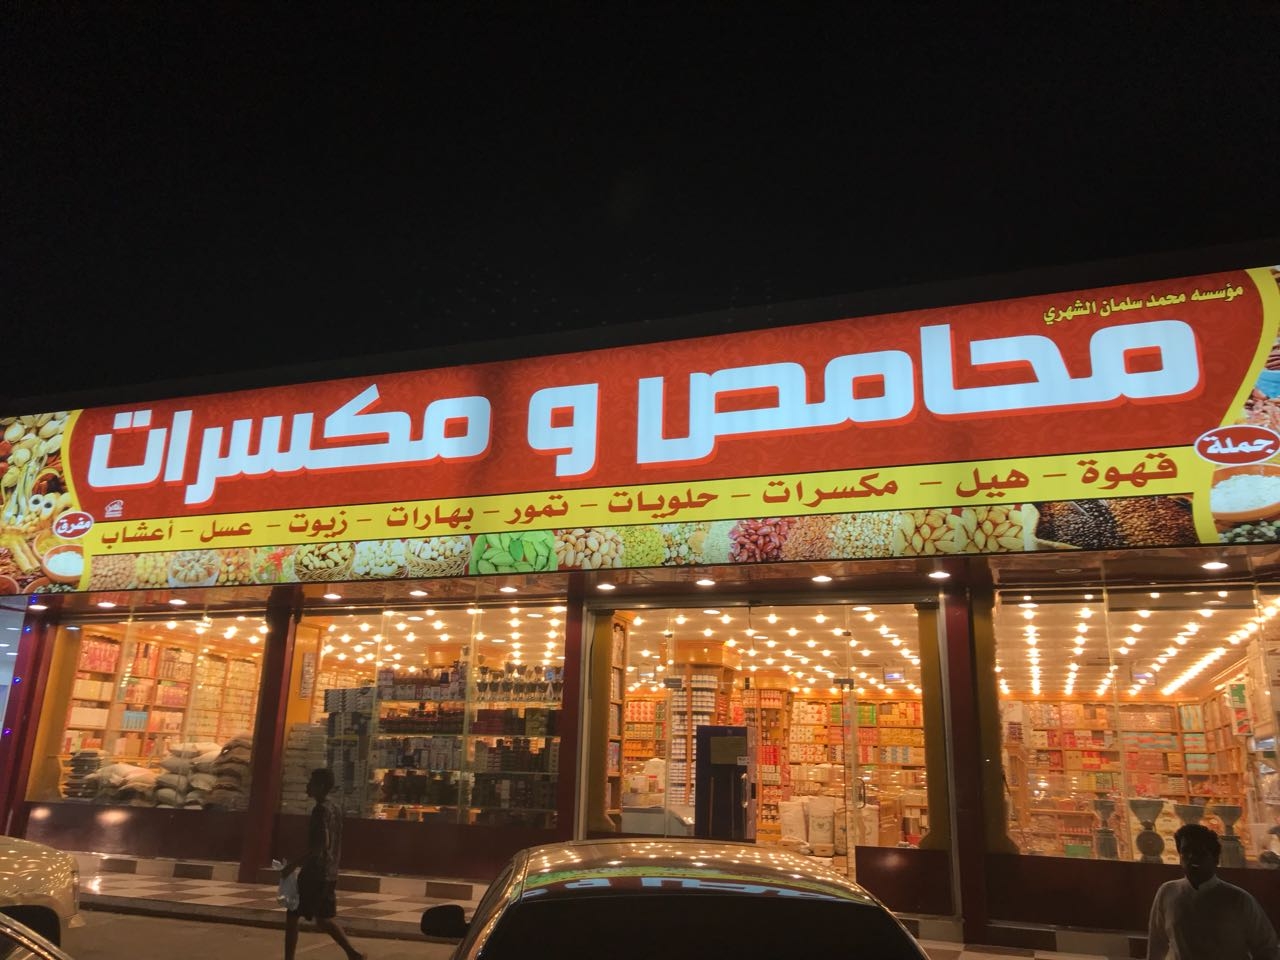 مؤسسه محمد سلمان الشهري
محامص و مكسرات
جملة
قهوة - هيل - مكسرات - حلويات - تمور - بهارات - زيوت - عسل - أعشاب
مفرق